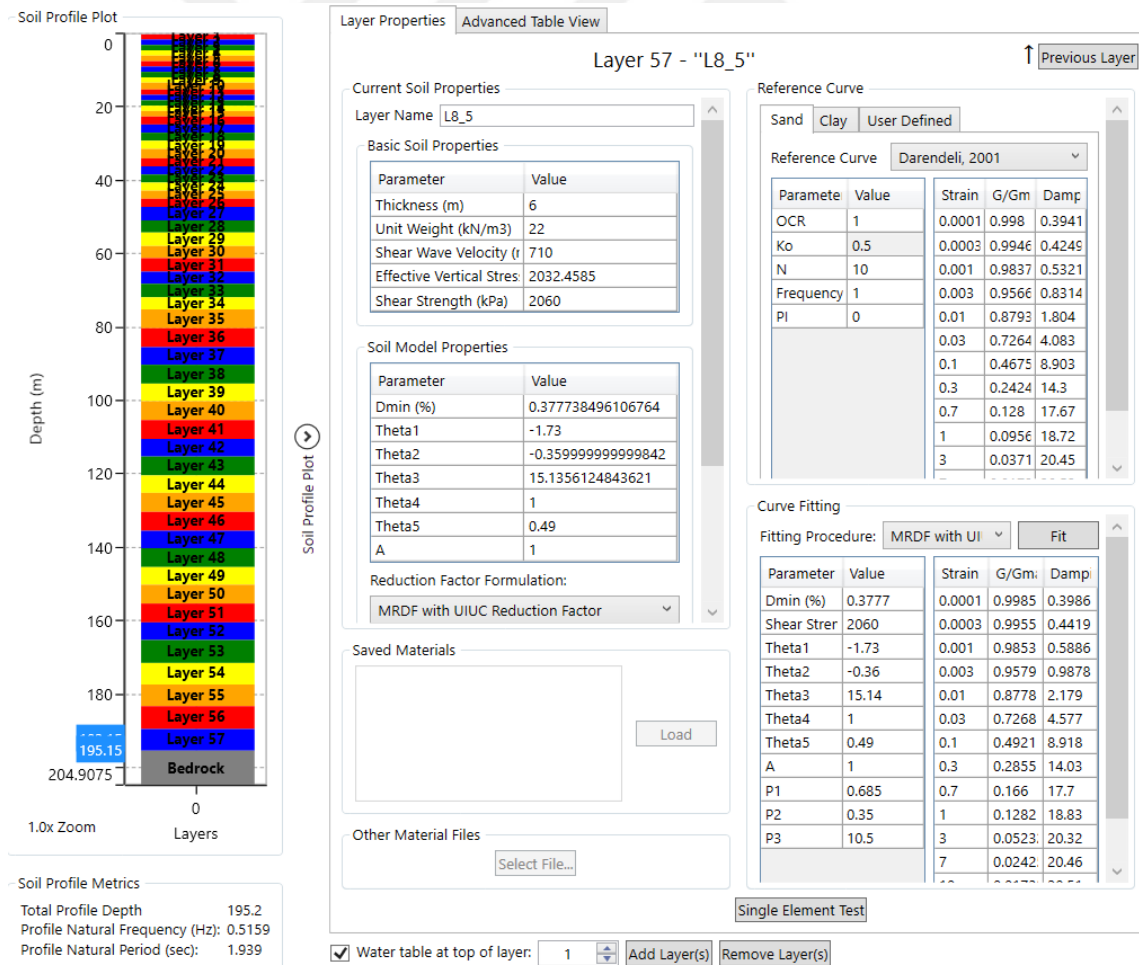 Soil Profile Plot
0
20
40
60
80
100
120
140
160
180
195.15
204.9075
Depth (m)
Layer 27
Layer 28
Layer 29
Layer 30
Layer 31
Layer 32
Layer 33
Layer 34
Layer 35
Layer 36
Layer 37
Layer 38
Layer 39
Layer 40
Layer 41
Layer 42
Layer 43
Layer 44
Layer 45
Layer 46
Layer 47
Layer 48
Layer 49
Layer 50
Layer 51
Layer 52
Layer 53
Layer 54
Layer 55
Layer 56
Layer 57
Bedrock
0
1.0x Zoom
Layers
Soil Profile Metrics
Total Profile Depth 195.2
Profile Natural Frequency (Hz): 0.5159
Profile Natural Period (sec): 1.939
Soil Profile Plot
Layer Properties Advanced Table View
Layer 57 - "L8_5"
↑ Previous Layer
Current Soil Properties
Layer Name L8_5
Basic Soil Properties
Parameter Value
Thickness (m) 6
Unit Weight (kN/m3) 22
Shear Wave Velocity (r 710
Effective Vertical Stres 2032.4585
Shear Strength (kPa) 2060
Soil Model Properties
Parameter Value
Dmin (%) 0.377738496106764
Theta1 -1.73
Theta2 -0.359999999999842
Theta3 15.1356124843621
Theta4 1
Theta5 0.49
A 1
Reduction Factor Formulation:
MRDF with UIUC Reduction Factor
Saved Materials
Load
Other Material Files
Select File...
Reference Curve
Sand Clay User Defined
Reference Curve Darendeli, 2001
Paramete Value
OCR 1
Ko 0.5
N 10
Frequency 1
PI 0
Strain G/Gm Damp
0.0001 0.998 0.3941
0.0003 0.9946 0.4249
0.001 0.9837 0.5321
0.003 0.9566 0.8314
0.01 0.8793 1.804
0.03 0.7264 4.083
0.1 0.4675 8.903
0.3 0.2424 14.3
0.7 0.128 17.67
1 0.0956 18.72
3 0.0371 20.45
Curve Fitting
Fitting Procedure: MRDF with UI Fit
Parameter Value
Dmin (%) 0.3777
Shear Strer 2060
Theta1 -1.73
Theta2 -0.36
Theta3 15.14
Theta4 1
Theta5 0.49
A 1
P1 0.685
P2 0.35
P3 10.5
Strain G/Gm Dampi
0.0001 0.9985 0.3986
0.0003 0.9955 0.4419
0.001 0.9853 0.5886
0.003 0.9579 0.9878
0.01 0.8778 2.179
0.03 0.7268 4.577
0.1 0.4921 8.918
0.3 0.2855 14.03
0.7 0.166 17.7
1 0.1282 18.83
3 0.0523 20.32
7 0.0242 20.46
Single Element Test
Water table at top of layer: 1 Add Layer(s) Remove Layer(s)